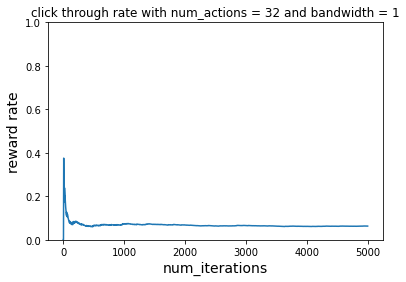 click through rate with num_actions = 32 and bandwidth = 1
1.0
0.8
0.6
0.4
0.2
0.0
reward rate
0 1000 2000 3000 4000 5000
num_iterations